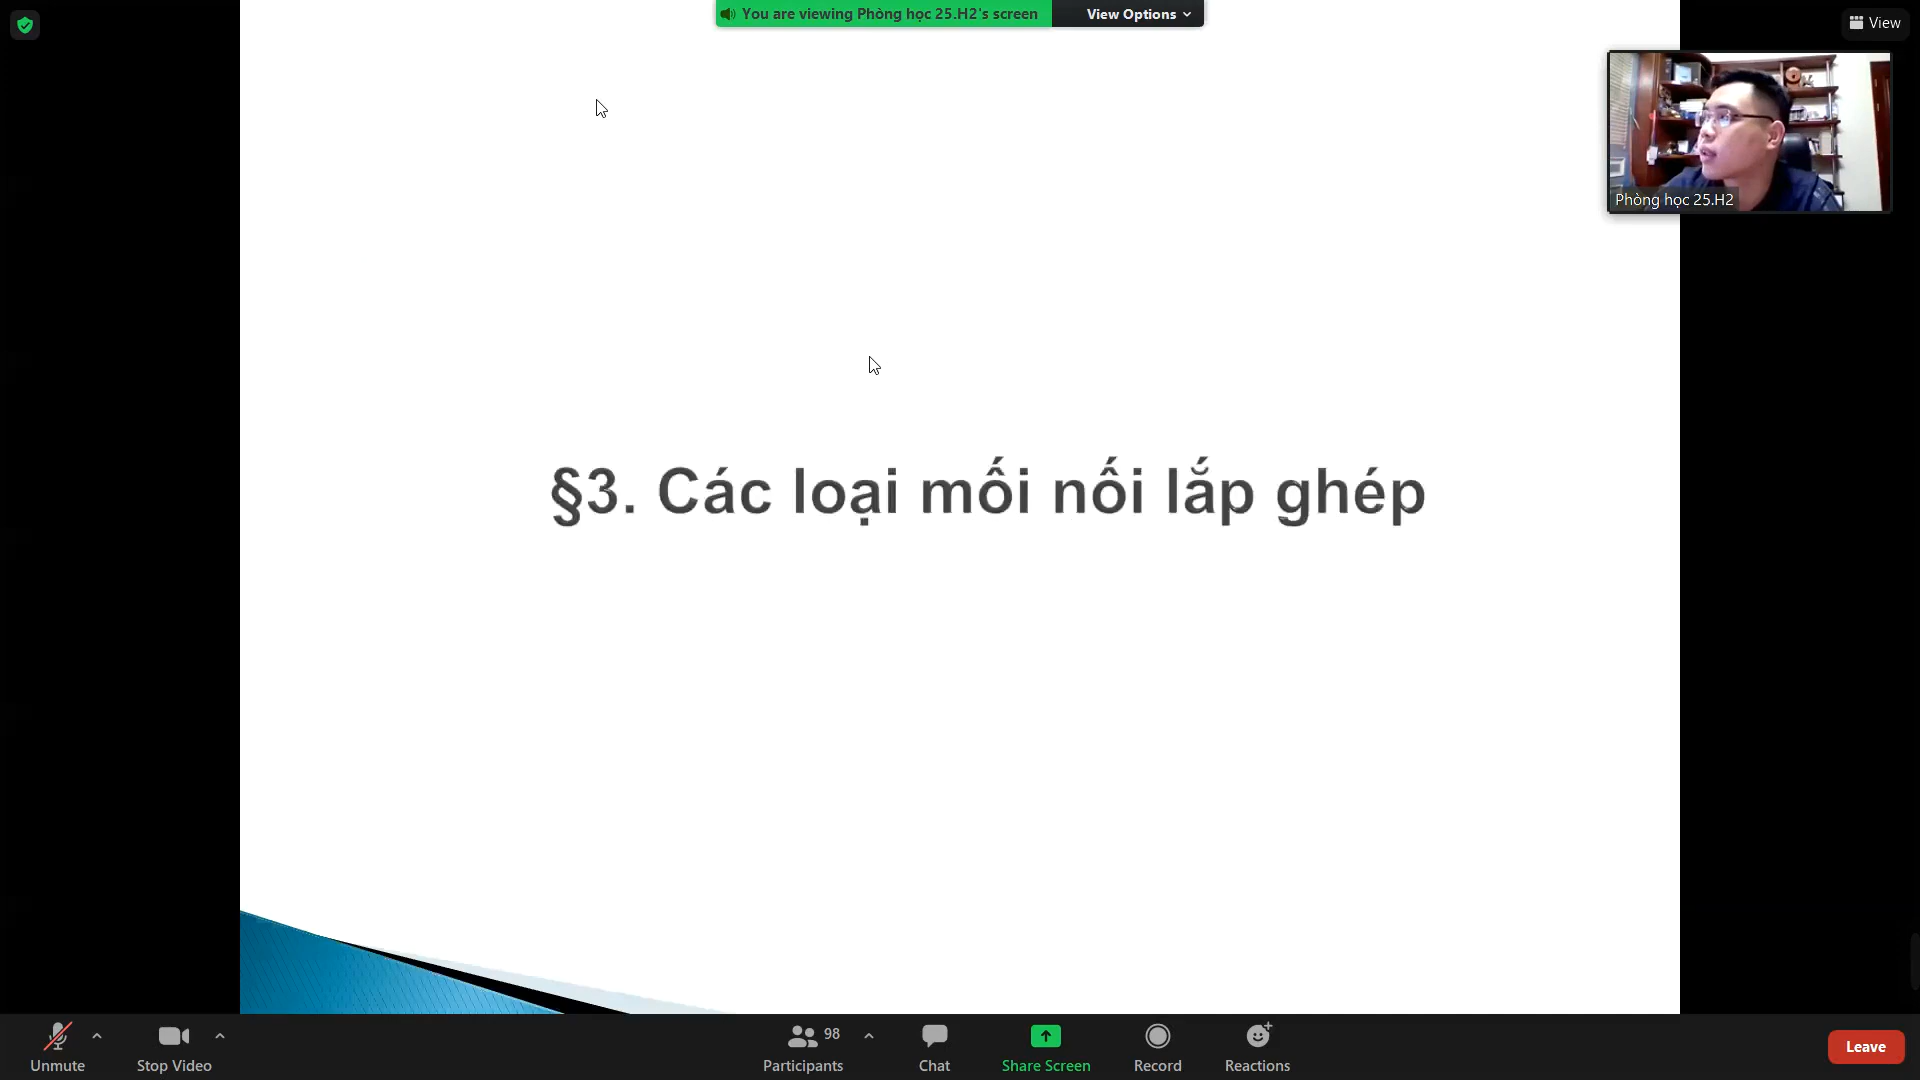 You are viewing Phòng học 25.H2's screen
View Options
View
Phòng học 25.H2
§3. Các loại mối nối lắp ghép
Unmute
Stop Video
98
Participants
Chat
Share Screen
Record
Reactions
Leave